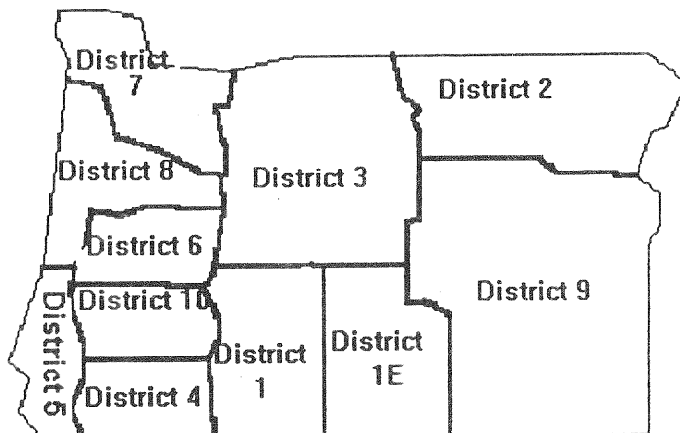 District
7
District 2
District 8
District 3
District 6
District 9
District 10
District 5
District
1
District
1E
District 4